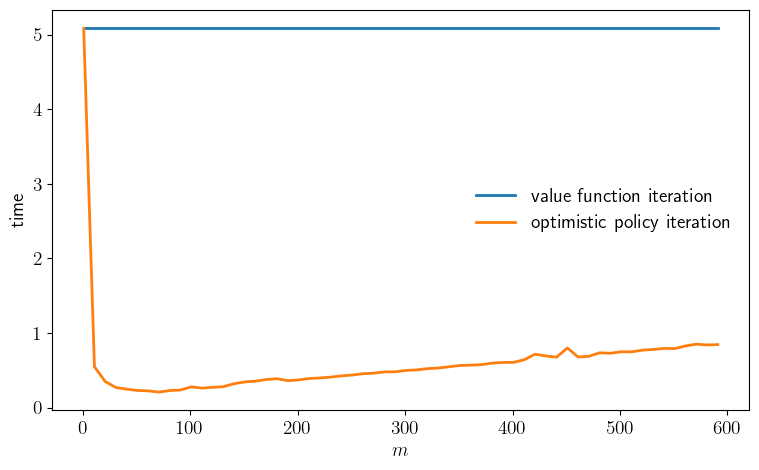 5
4
3
2
1
0
time
value function iteration
optimistic policy iteration
0 100 200 300 400 500 600
m